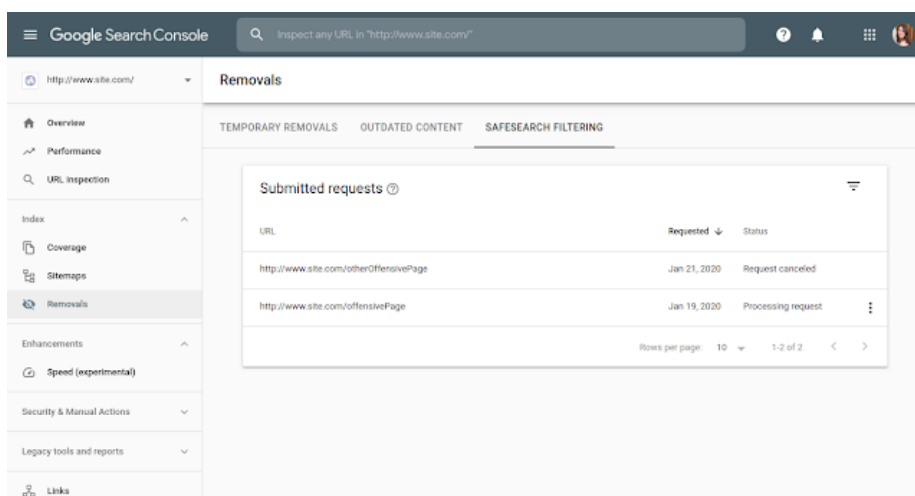 Google Search Console
Inspect any URL in "http://www.site.com/"
http://www.site.com/
Removals
Overview
Performance
URL inspection
Index
Coverage
Sitemaps
Removals
Enhancements
Speed (experimental)
Security & Manual Actions
Legacy tools and reports
Links
TEMPORARY REMOVALS OUTDATED CONTENT SAFESEARCH FILTERING
Submitted requests
URL Requested Status
http://www.site.com/otherOffensivePage Jan 21, 2020 Request canceled
http://www.site.com/offensivePage Jan 19, 2020 Processing request
Rows per page: 10 1-2 of 2